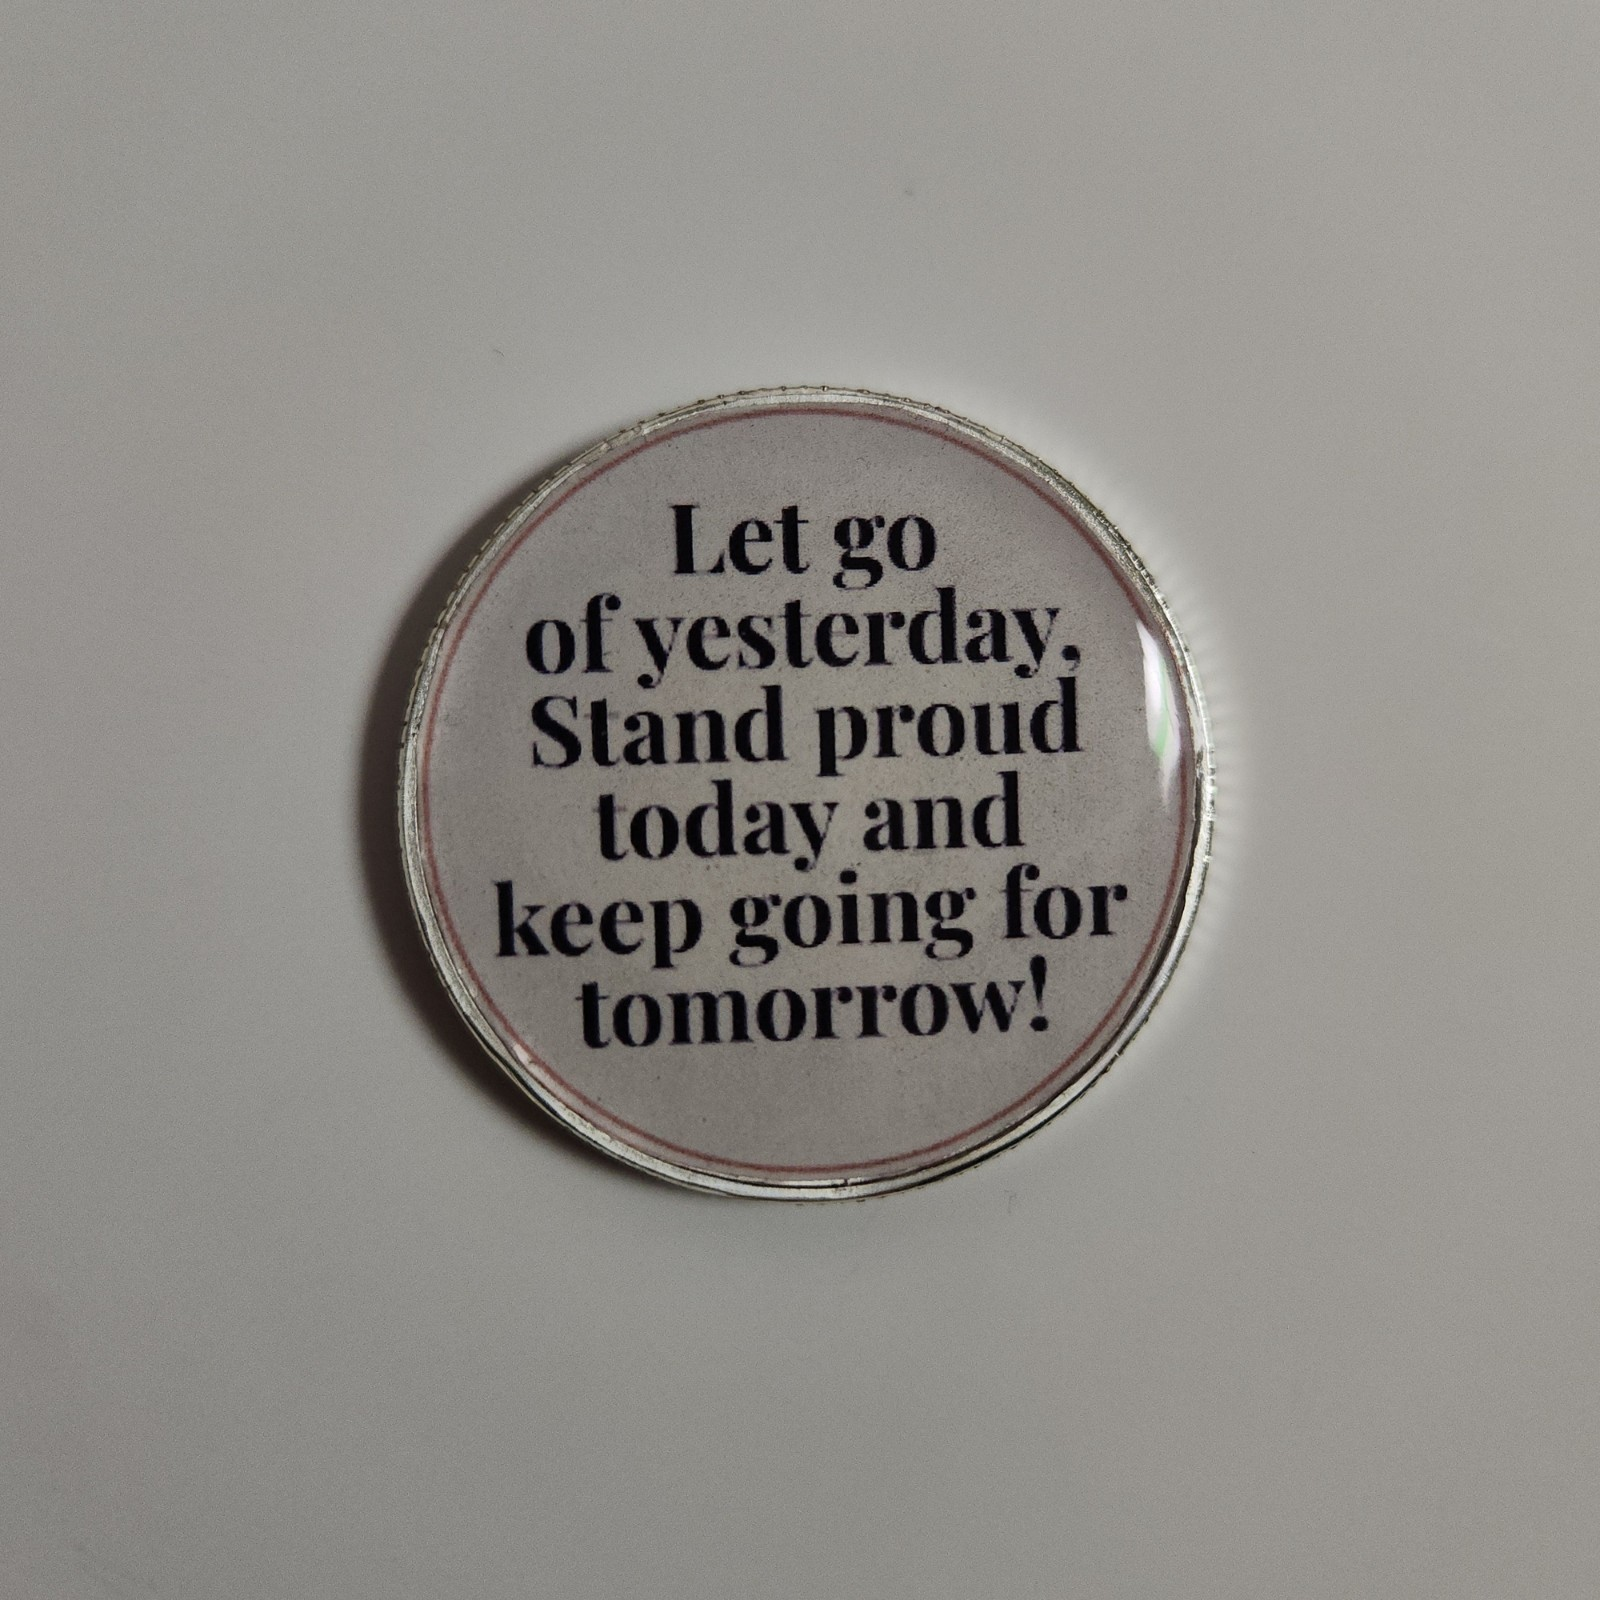 Let go
of yesterday,
Stand proud
today and
keep going for
tomorrow!